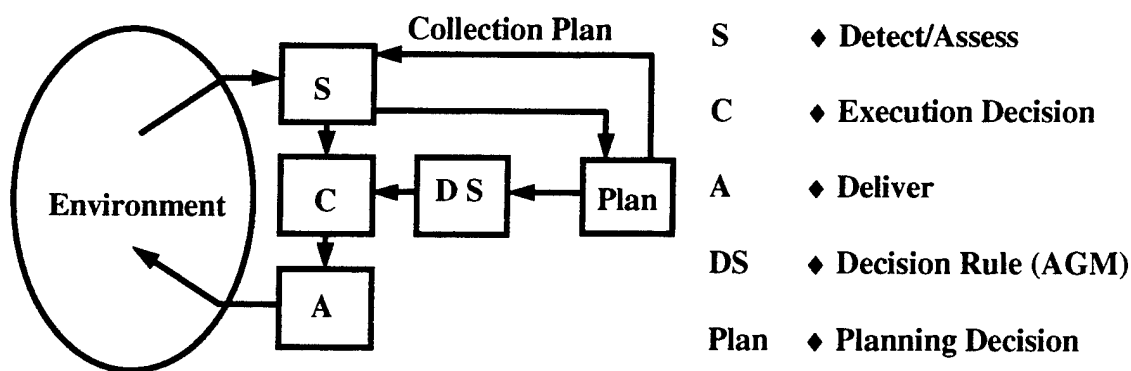 Collection Plan
S
C
A
D S
Plan
Environment
S ♦ Detect/Assess
C ♦ Execution Decision
A ♦ Deliver
DS ♦ Decision Rule (AGM)
Plan ♦ Planning Decision